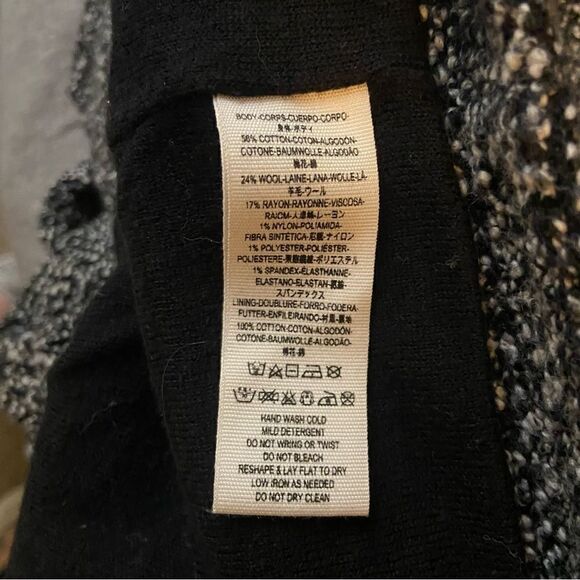 BODY-CORPS-CUERPO-CORPO-
身体-ボディ
56% COTTON-COTON-ALGODÓN-
COTONE-BAUMWOLLE-ALGODÃO
棉花-綿
24% WOOL-LAINE-LANA-WOLLE-LÃ-
羊毛-ウール
17% RAYON-RAYONNE-VISCOSA-
RAIOM-人造絲-レーヨン
1% NYLON-POLYAMID-
FIBRA SINTÉTICA-尼龍-ナイロン
1% POLYESTER-POLIÉSTER-
POLIESTERE-聚脂纖維-ポリエステル
1% SPANDEX-ÉLASTHANNE-
ELASTANO-ELASTAN-氨綸-
スパンデックス
LINING-DOUBLURE-FORRO-FODERA-
FUTTER-ENFILEIRANDO-村里-裏地
100% COTTON-COTON-ALGODÓN-
COTONE-BAUMWOLLE-ALGODÃO-
棉花-綿
HAND WASH COLD
MILD DETERGENT
DO NOT WRING OR TWIST
DO NOT BLEACH
RESHAPE & LAY FLAT TO DRY
LOW IRON AS NEEDED
DO NOT DRY CLEAN